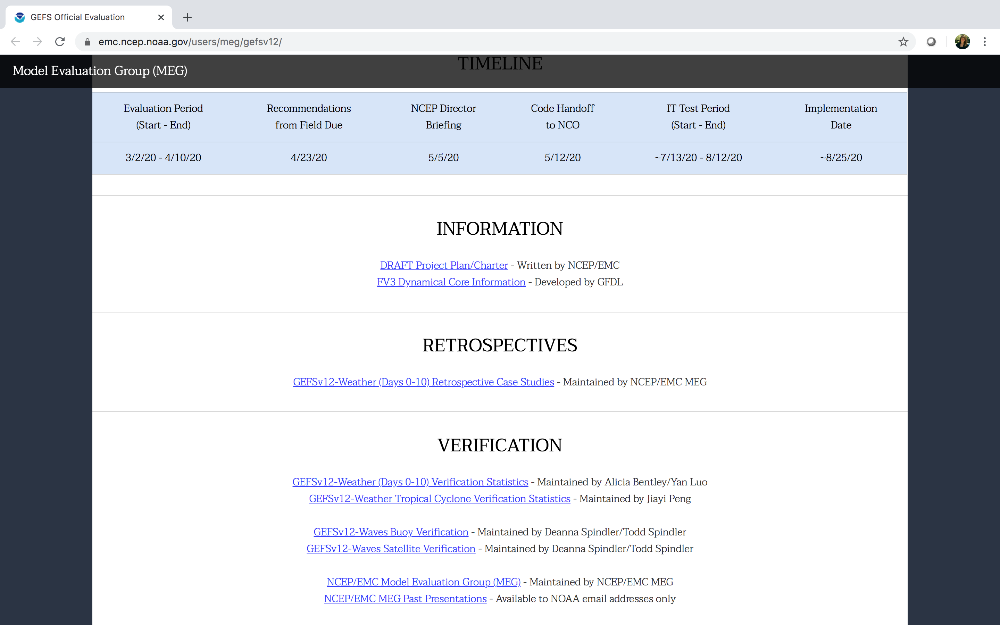 GEFS Official Evaluation
emc.ncep.noaa.gov/users/meg/gefsv12/
TIMELINE
Model Evaluation Group (MEG)
Evaluation Period (Start - End)
Recommendations from Field Due
NCEP Director Briefing
Code Handoff to NCO
IT Test Period (Start - End)
Implementation Date
3/2/20 - 4/10/20
4/23/20
5/5/20
5/12/20
~7/13/20 - 8/12/20
~8/25/20
INFORMATION
DRAFT Project Plan/Charter - Written by NCEP/EMC
FV3 Dynamical Core Information - Developed by GFDL
RETROSPECTIVES
GEFSv12-Weather (Days 0-10) Retrospective Case Studies - Maintained by NCEP/EMC MEG
VERIFICATION
GEFSv12-Weather (Days 0-10) Verification Statistics - Maintained by Alicia Bentley/Yan Luo
GEFSv12-Weather Tropical Cyclone Verification Statistics - Maintained by Jiayi Peng
GEFSv12-Waves Buoy Verification - Maintained by Deanna Spindler/Todd Spindler
GEFSv12-Waves Satellite Verification - Maintained by Deanna Spindler/Todd Spindler
NCEP/EMC Model Evaluation Group (MEG) - Maintained by NCEP/EMC MEG
NCEP/EMC MEG Past Presentations - Available to NOAA email addresses only